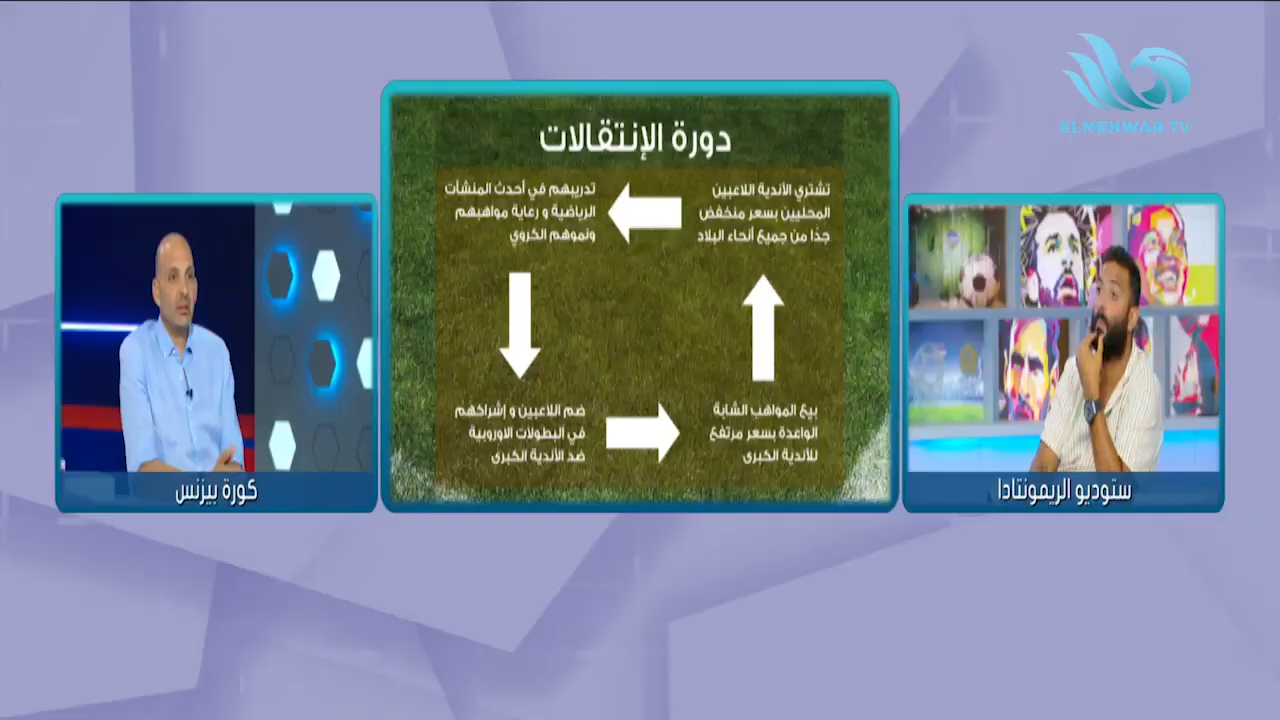 ELMEHWAR TV
دورة الإنتقالات
تشتري الأندية اللاعبين
المحليين بسعر منخفض
جدًا من جميع أنحاء البلاد
تدريبهم في أحدث المنشآت
الرياضية و رعاية مواهبهم
ونموهم الكروي
ضم اللاعبين و إشراكهم
في البطولات الاوروبية
ضد الأندية الكبرى
بيع المواهب الشابة
الواعدة بسعر مرتفع
للأندية الكبرى
ستوديو الريمونتادا
كورة بيزنس